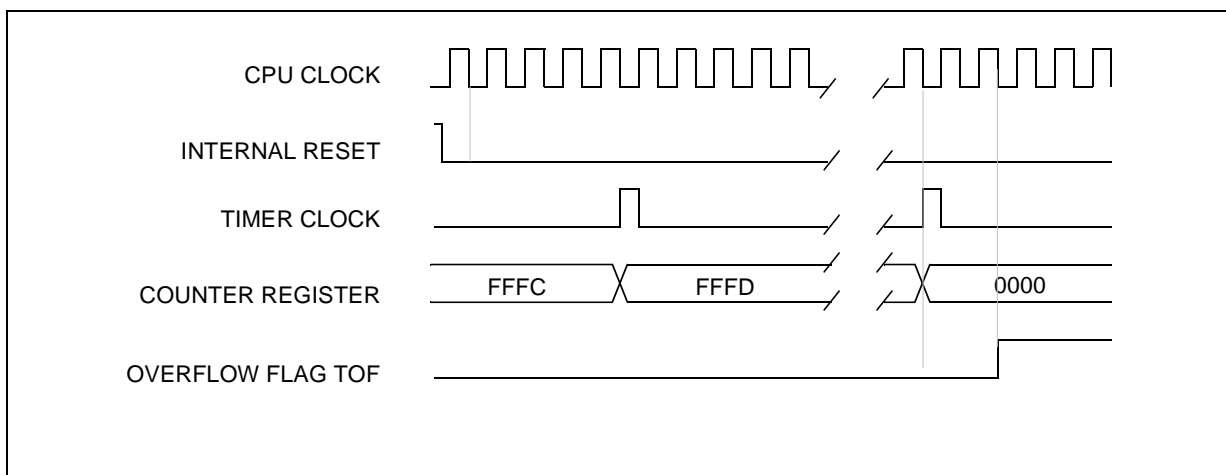 CPU CLOCK
INTERNAL RESET
TIMER CLOCK
COUNTER REGISTER
FFFC
FFFD
0000
OVERFLOW FLAG TOF